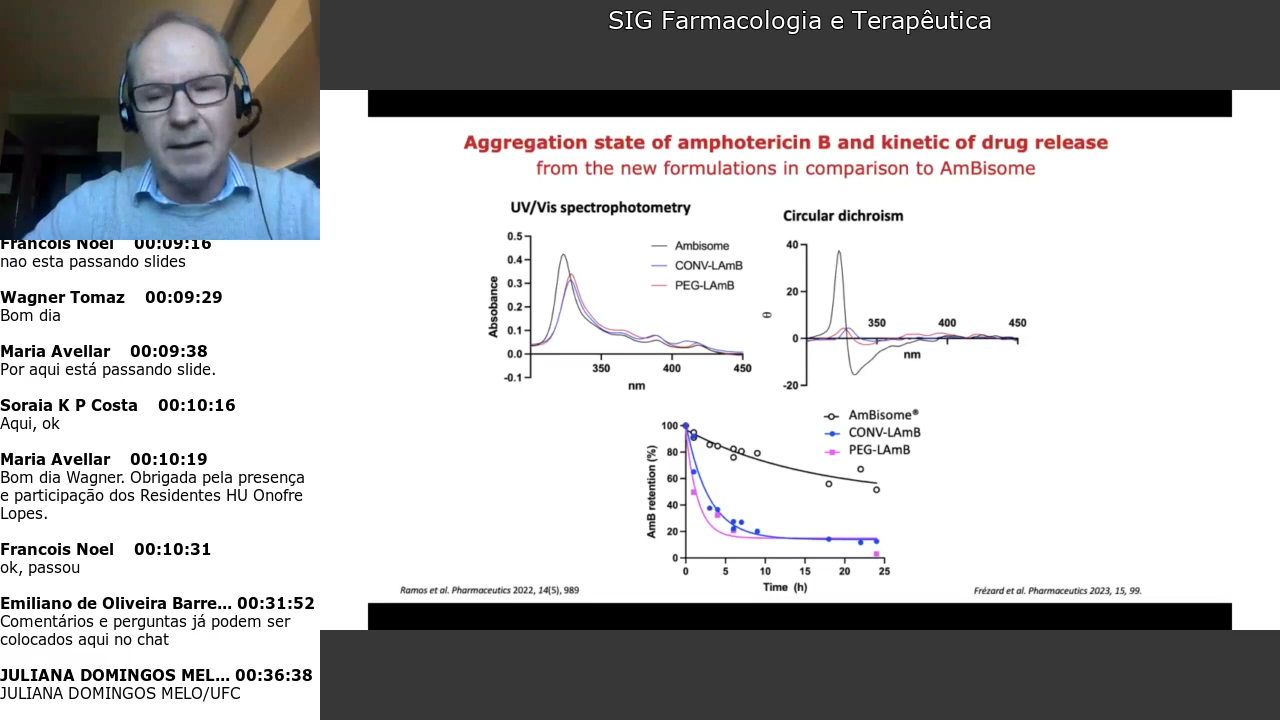 SIG Farmacologia e Terapêutica
Francois Noel 00:09:16
nao esta passando slides
Wagner Tomaz 00:09:29
Bom dia
Maria Avellar 00:09:38
Por aqui está passando slide.
Soraia K P Costa 00:10:16
Aqui, ok
Maria Avellar 00:10:19
Bom dia Wagner. Obrigada pela presença
e participação dos Residentes HU Onofre
Lopes.
Francois Noel 00:10:31
ok, passou
Emiliano de Oliveira Barre... 00:31:52
Comentários e perguntas já podem ser
colocados aqui no chat
JULIANA DOMINGOS MEL... 00:36:38
JULIANA DOMINGOS MELO/UFC
Aggregation state of amphotericin B and kinetic of drug release
from the new formulations in comparison to AmBisome
UV/Vis spectrophotometry
Absobance
0.5
0.4
0.3
0.2
0.1
0.0
-0.1
350
400
450
nm
Ambisome
CONV-LAmB
PEG-LAmB
Circular dichroism
θ
40
20
0
-20
350
400
450
nm
AmB retention (%)
100
80
60
40
20
0
0
5
10
15
20
25
Time (h)
AmBisome®
CONV-LAmB
PEG-LAmB
Ramos et al. Pharmaceutics 2022, 14(5), 989
Frézard et al. Pharmaceutics 2023, 15, 99.